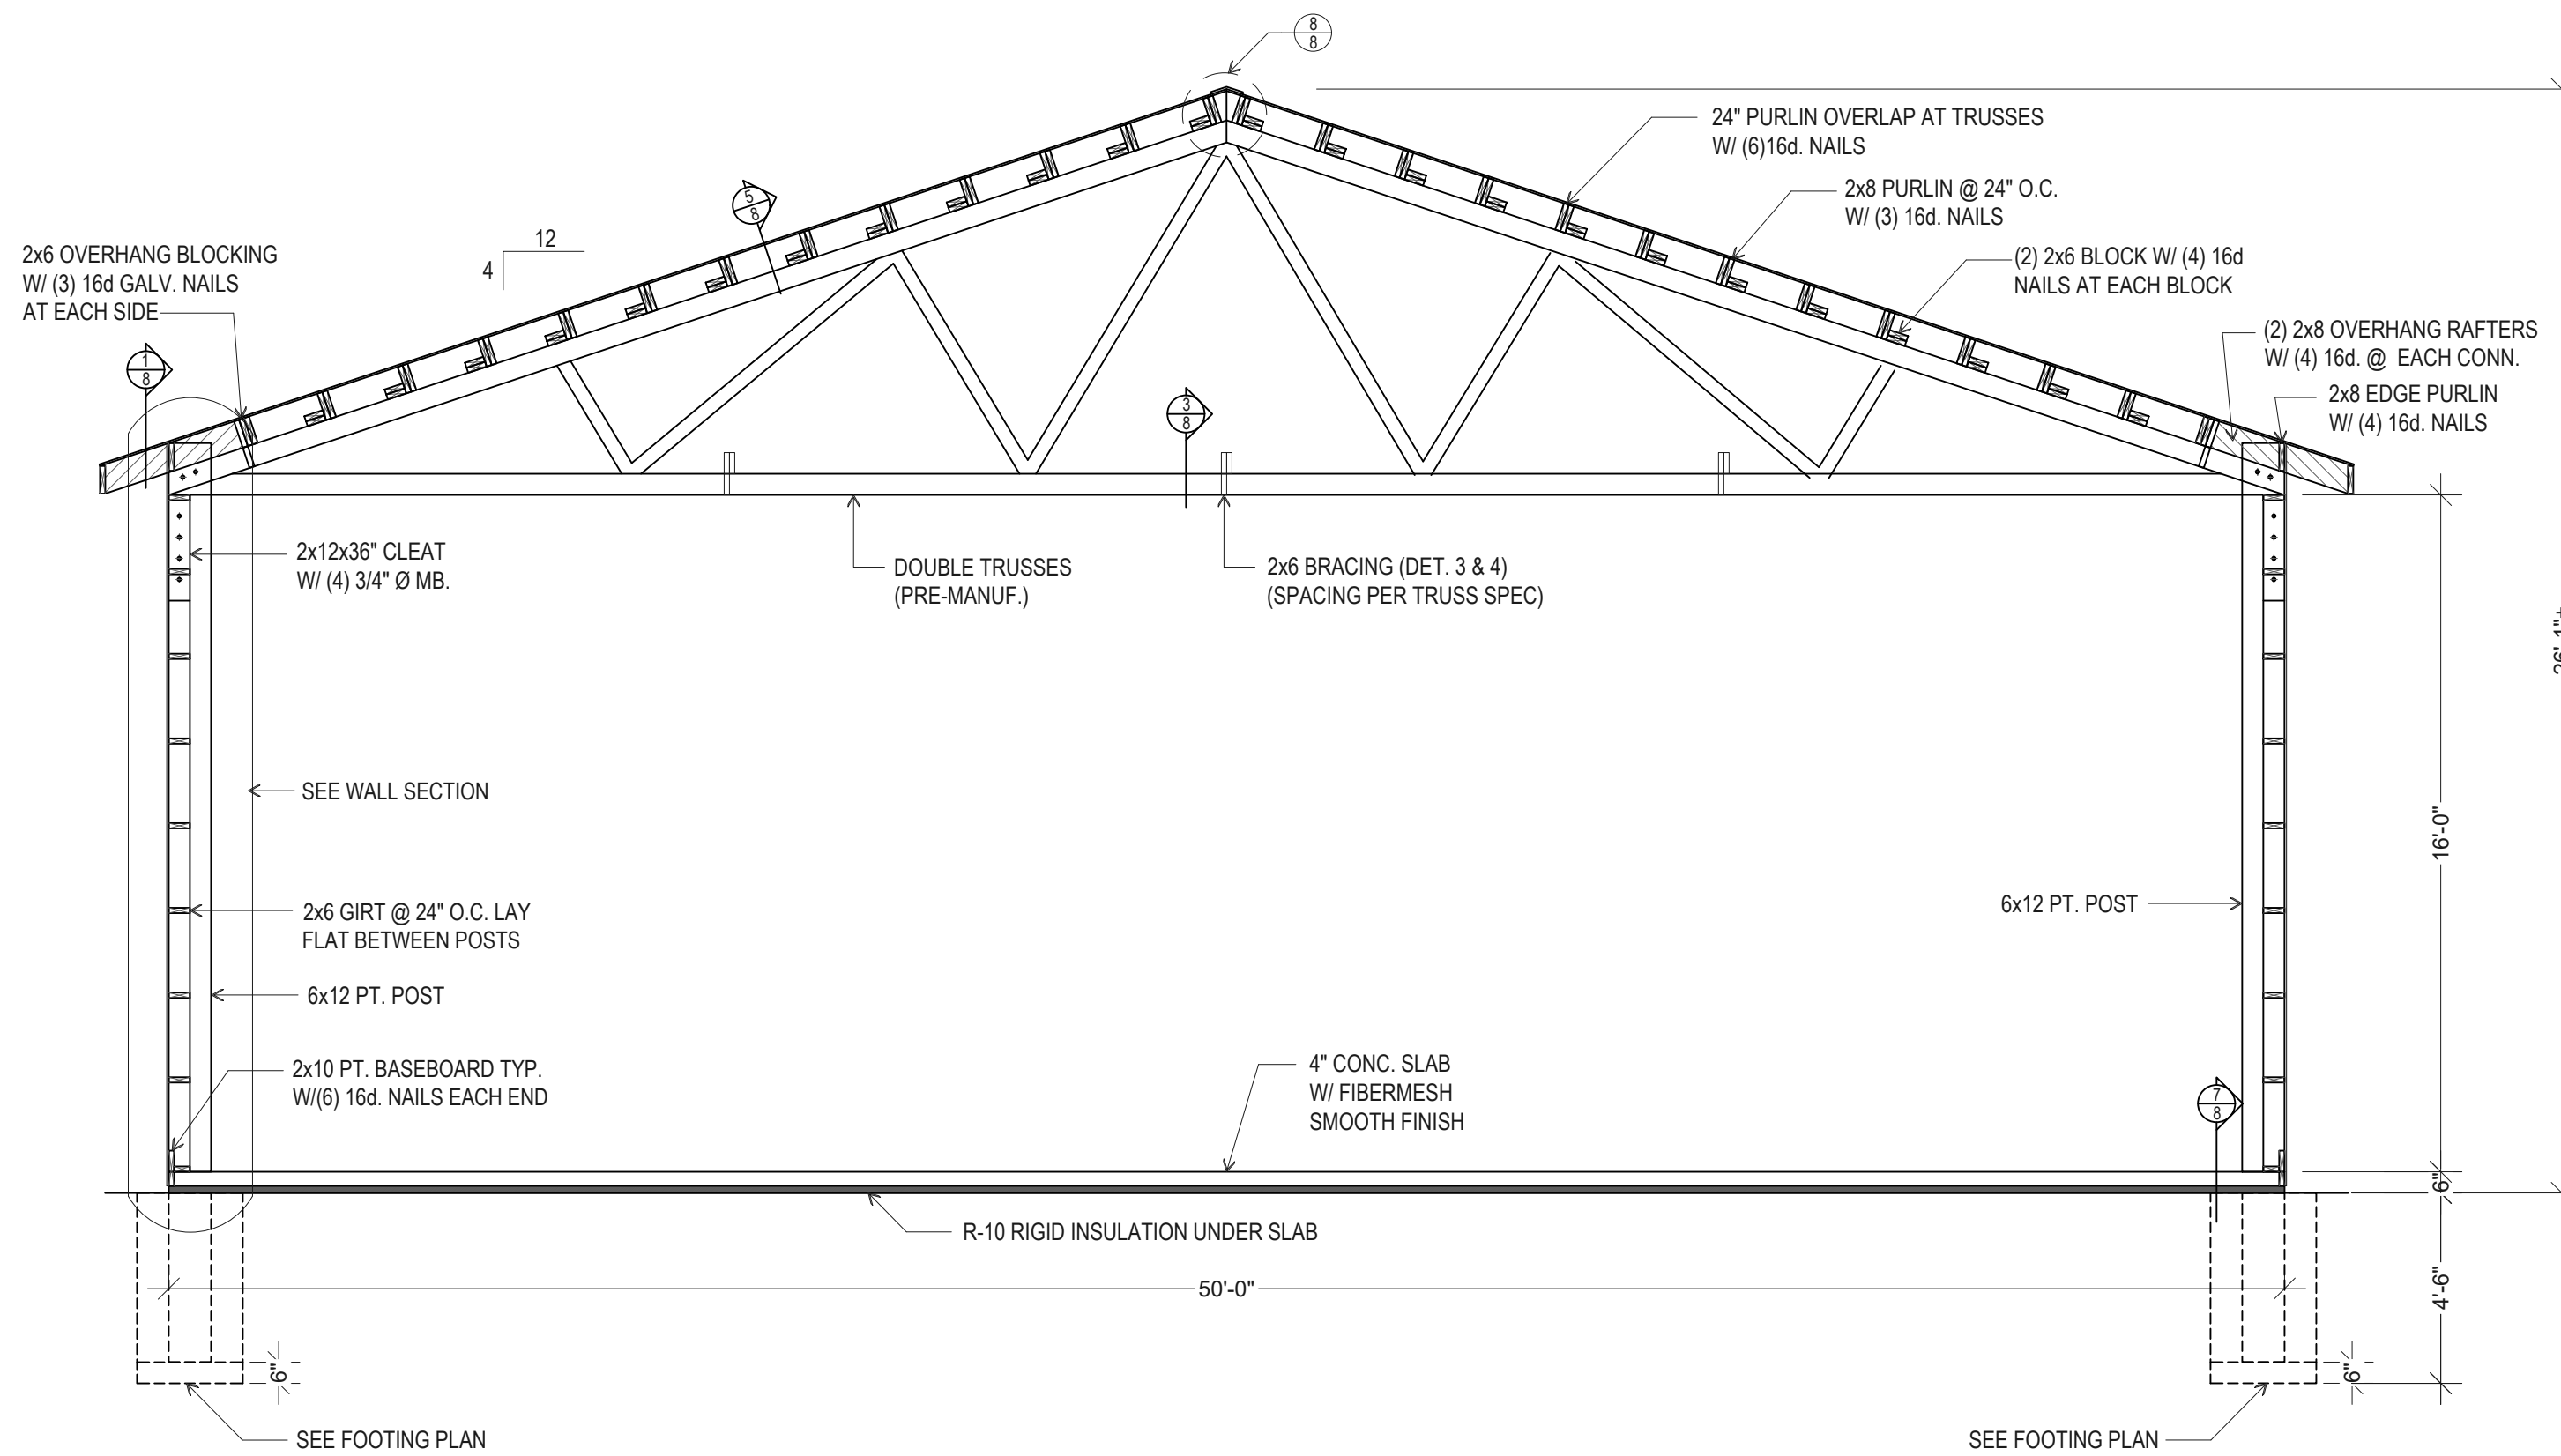 8
8
24" PURLIN OVERLAP AT TRUSSES
W/ (6)16d. NAILS
2x8 PURLIN @ 24" O.C.
W/ (3) 16d. NAILS
5
8
12
4
2x6 OVERHANG BLOCKING
W/ (3) 16d GALV. NAILS
AT EACH SIDE
(2) 2x6 BLOCK W/ (4) 16d
NAILS AT EACH BLOCK
(2) 2x8 OVERHANG RAFTERS
W/ (4) 16d. @ EACH CONN.
1
8
2x8 EDGE PURLIN
W/ (4) 16d. NAILS
3
8
2x12x36" CLEAT
W/ (4) 3/4" Ø MB.
DOUBLE TRUSSES
(PRE-MANUF.)
2x6 BRACING (DET. 3 & 4)
(SPACING PER TRUSS SPEC)
SEE WALL SECTION
16'-0"
2x6 GIRT @ 24" O.C. LAY
FLAT BETWEEN POSTS
6x12 PT. POST
6x12 PT. POST
2x10 PT. BASEBOARD TYP.
W/(6) 16d. NAILS EACH END
4" CONC. SLAB
W/ FIBERMESH
SMOOTH FINISH
7
8
6"
R-10 RIGID INSULATION UNDER SLAB
50'-0"
4'-6"
6"
6"
SEE FOOTING PLAN
SEE FOOTING PLAN